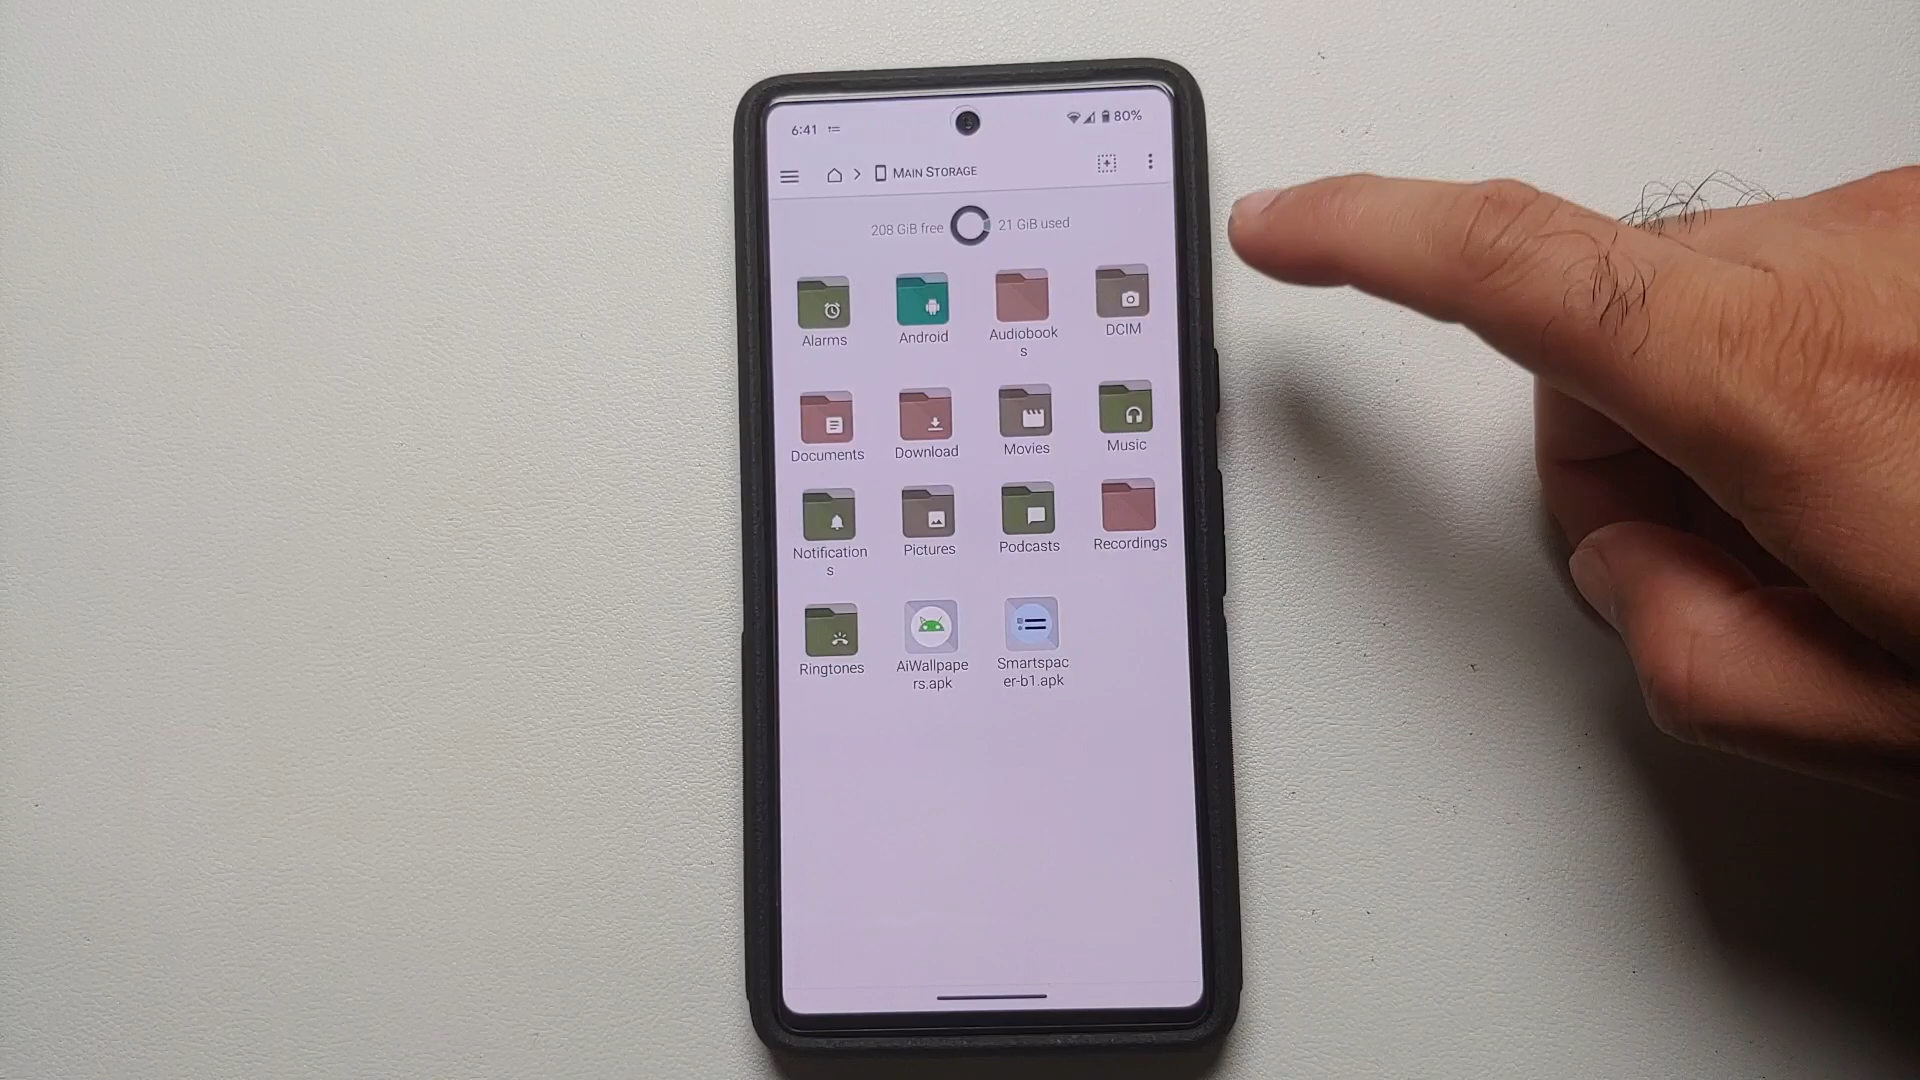 6:41
80%
MAIN STORAGE
208 GiB free
21 GiB used
Alarms
Android
Audiobook
s
DCIM
Documents
Download
Movies
Music
Notification
s
Pictures
Podcasts
Recordings
Ringtones
AiWallpape
rs.apk
Smartspac
er-b1.apk